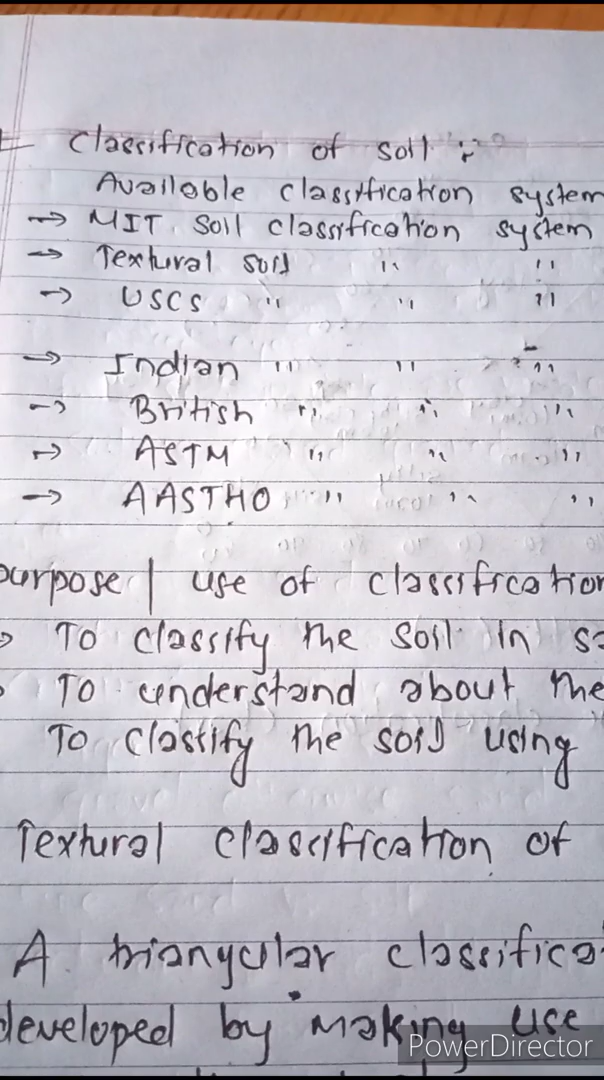 Classification of soil :-
Available classification system
→ MIT soil classification system
→ Textural soil " "
→ USCS " " "
→ Indian " " "
→ British " " "
→ ASTM " " "
→ AASTHO " " "
purpose | use of classification
→ To classify the soil in
To understand about the
To classify the soil using
Textural classification of
A triangular classifica
developed by making use
PowerDirector